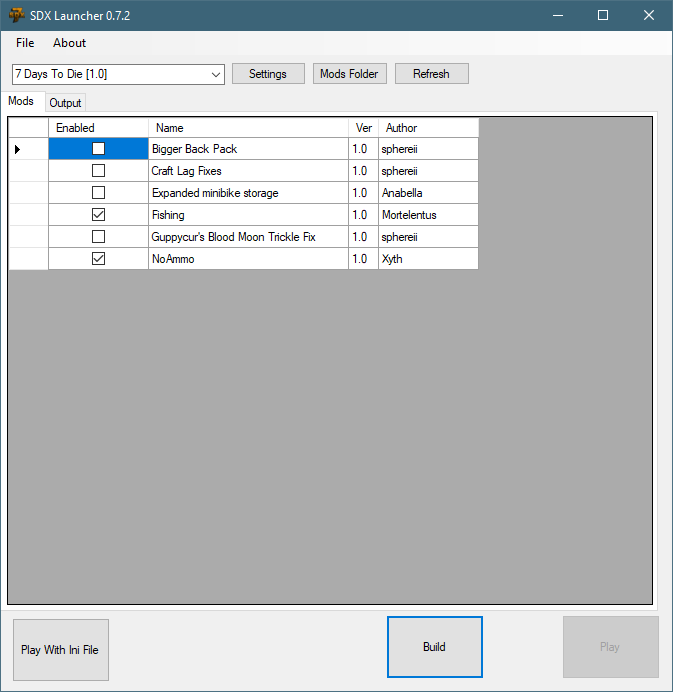 SDX Launcher 0.7.2
File About
7 Days To Die [1.0] Settings Mods Folder Refresh
Mods Output
Enabled Name Ver Author
Bigger Back Pack 1.0 sphereii
Craft Lag Fixes 1.0 sphereii
Expanded minibike storage 1.0 Anabella
Fishing 1.0 Mortelentus
Guppycur's Blood Moon Trickle Fix 1.0 sphereii
NoAmmo 1.0 Xyth
Play With Ini File Build Play